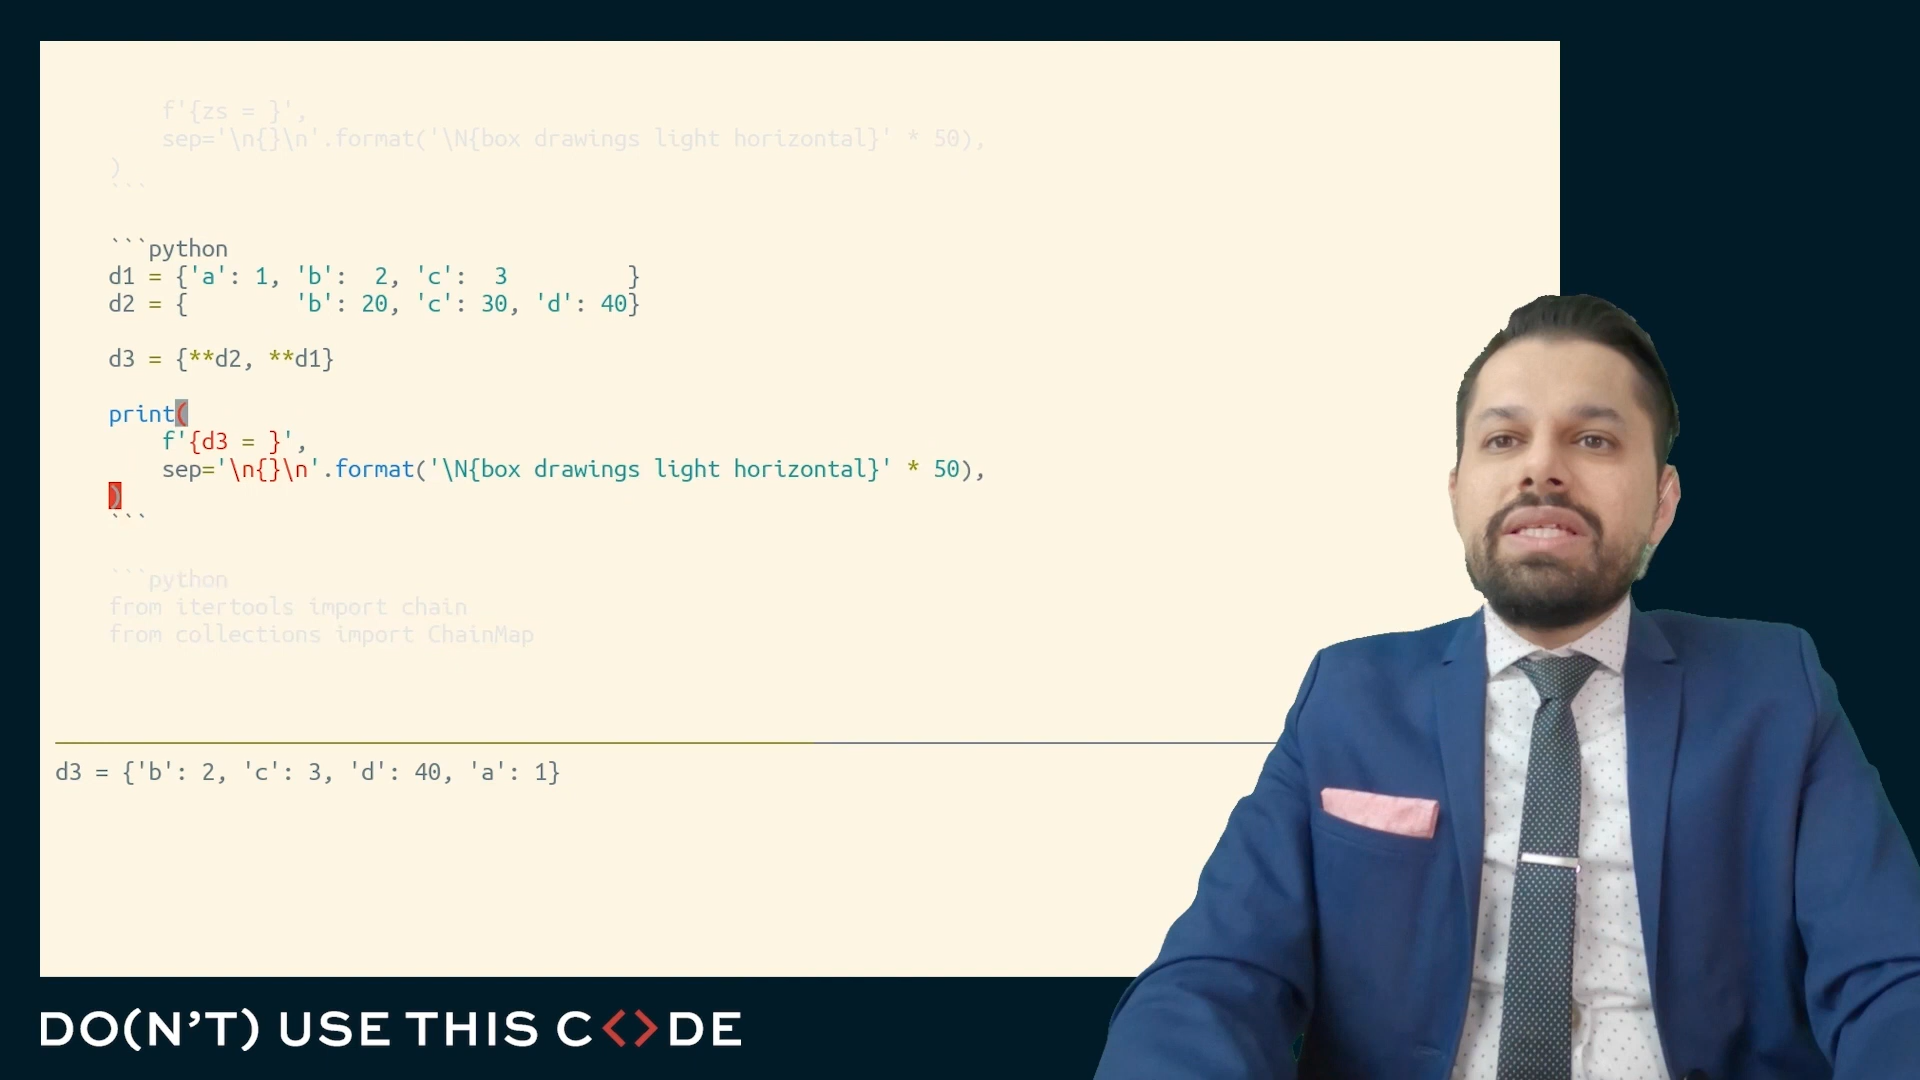 f'{zs = }',
sep='\n{}\n'.format('\N{box drawings light horizontal}' * 50),
)
```
```python
d1 = {'a': 1, 'b':  2, 'c':  3         }
d2 = {        'b': 20, 'c': 30, 'd': 40}
d3 = {**d2, **d1}
print(
f'{d3 = }',
sep='\n{}\n'.format('\N{box drawings light horizontal}' * 50),
)
```
```python
from itertools import chain
from collections import ChainMap
d3 = {'b': 2, 'c': 3, 'd': 40, 'a': 1}
DO(N'T) USE THIS C<>DE